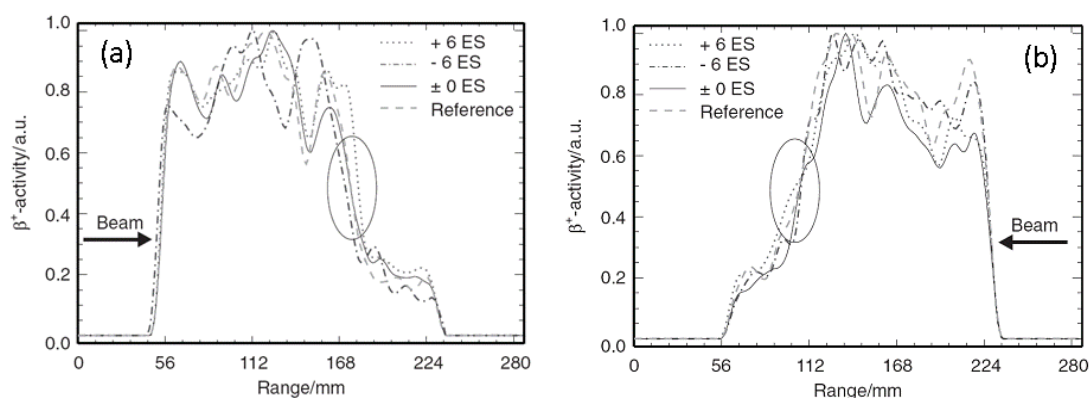 (a)
+ 6 ES
- 6 ES
± 0 ES
Reference
Beam
β⁺-activity/a.u.
1.0
0.8
0.6
0.4
0.2
0.0
0 56 112 168 224 280
Range/mm
(b)
+ 6 ES
- 6 ES
± 0 ES
Reference
Beam
β⁺-activity/a.u.
1.0
0.8
0.6
0.4
0.2
0.0
0 56 112 168 224 280
Range/mm